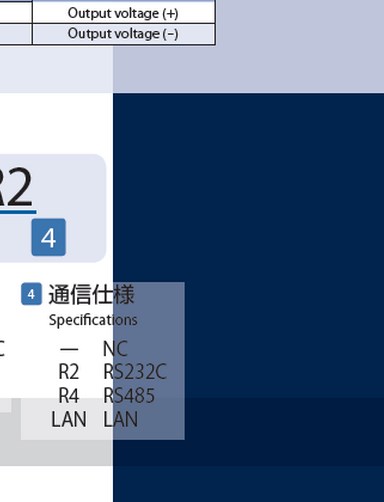 Output voltage (+)
Output voltage (–)
R2
4
4 通信仕様
Specifications
— NC
R2 RS232C
R4 RS485
LAN LAN